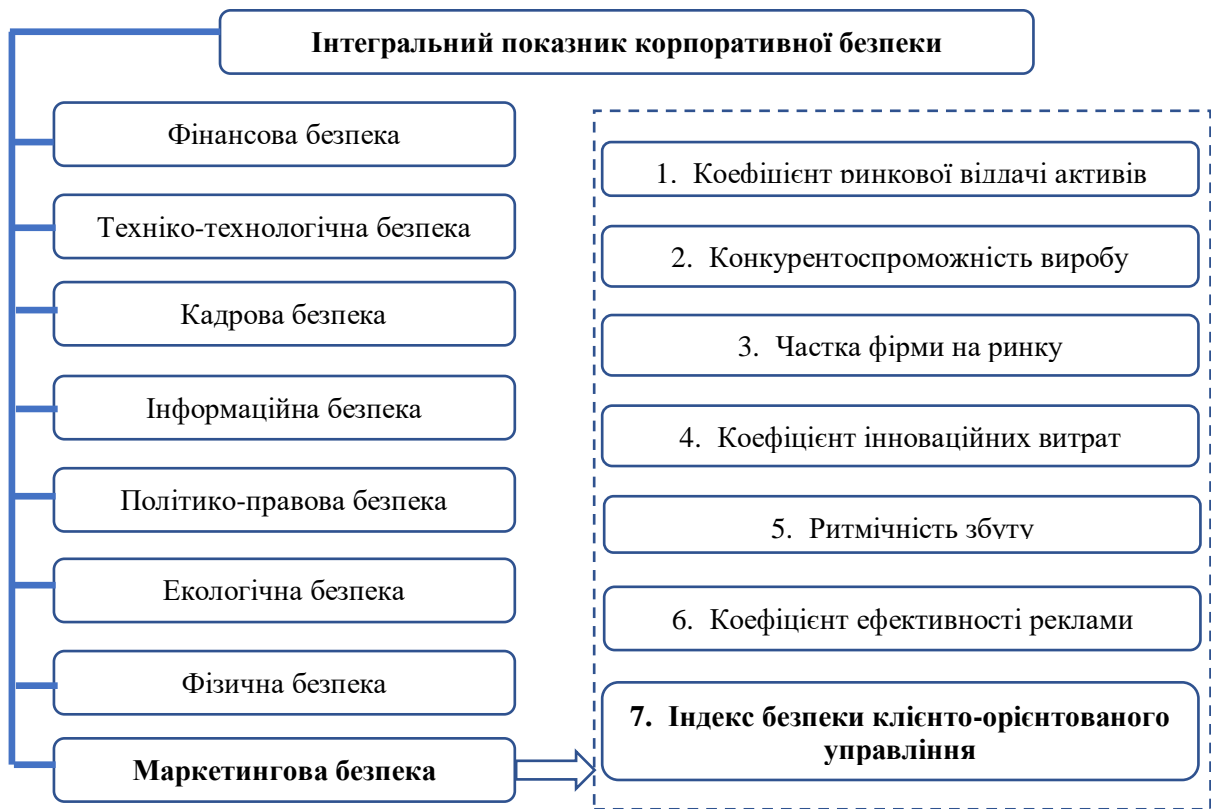 Інтегральний показник корпоративної безпеки
Фінансова безпека
Техніко-технологічна безпека
Кадрова безпека
Інформаційна безпека
Політико-правова безпека
Екологічна безпека
Фізична безпека
Маркетингова безпека
1. Коефіцієнт ринкової віддачі активів
2. Конкурентоспроможність виробу
3. Частка фірми на ринку
4. Коефіцієнт інноваційних витрат
5. Ритмічність збуту
6. Коефіцієнт ефективності реклами
7. Індекс безпеки клієнто-орієнтованого
управління